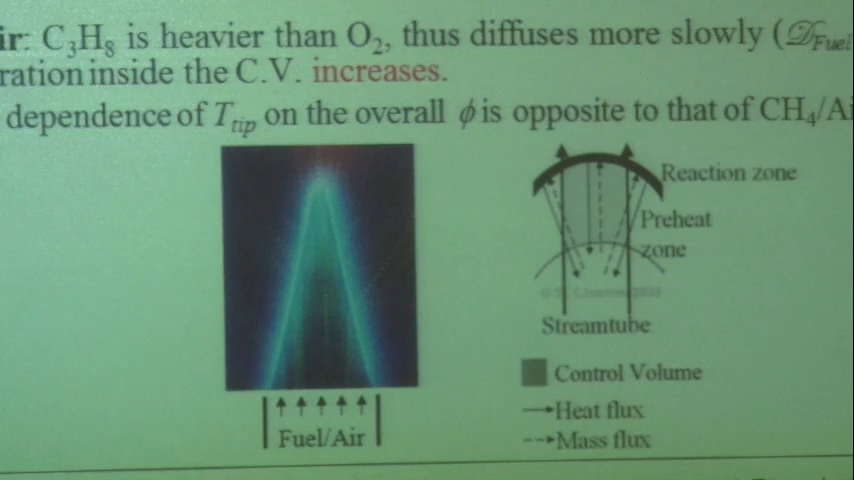 ir: C₃H₈ is heavier than O₂, thus diffuses more slowly (𝒟Fuel
ration inside the C.V. increases.
dependence of Ttip on the overall ϕ is opposite to that of CH₄/Ai
Reaction zone
Preheat
zone
Streamtube
Control Volume
Heat flux
Mass flux
Fuel/Air